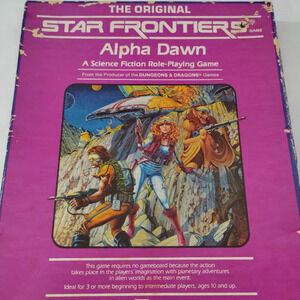 THE ORIGINAL
STAR FRONTIERS
GAME
Alpha Dawn
A Science Fiction Role-Playing Game
From the Producer of the DUNGEONS & DRAGONS® Games
This game requires no gameboard because the action
takes place in the players' imagination with planetary adventures
in alien worlds as the main event.
Ideal for 3 or more beginning to intermediate players, ages 10 and up.